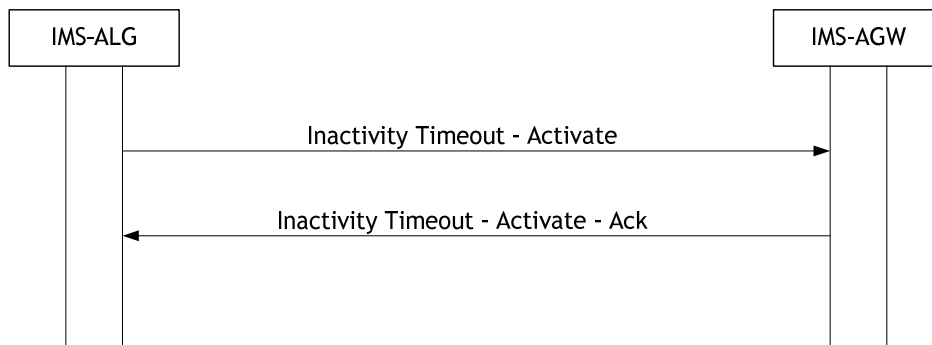 IMS-ALG
IMS-AGW
Inactivity Timeout - Activate
Inactivity Timeout - Activate - Ack